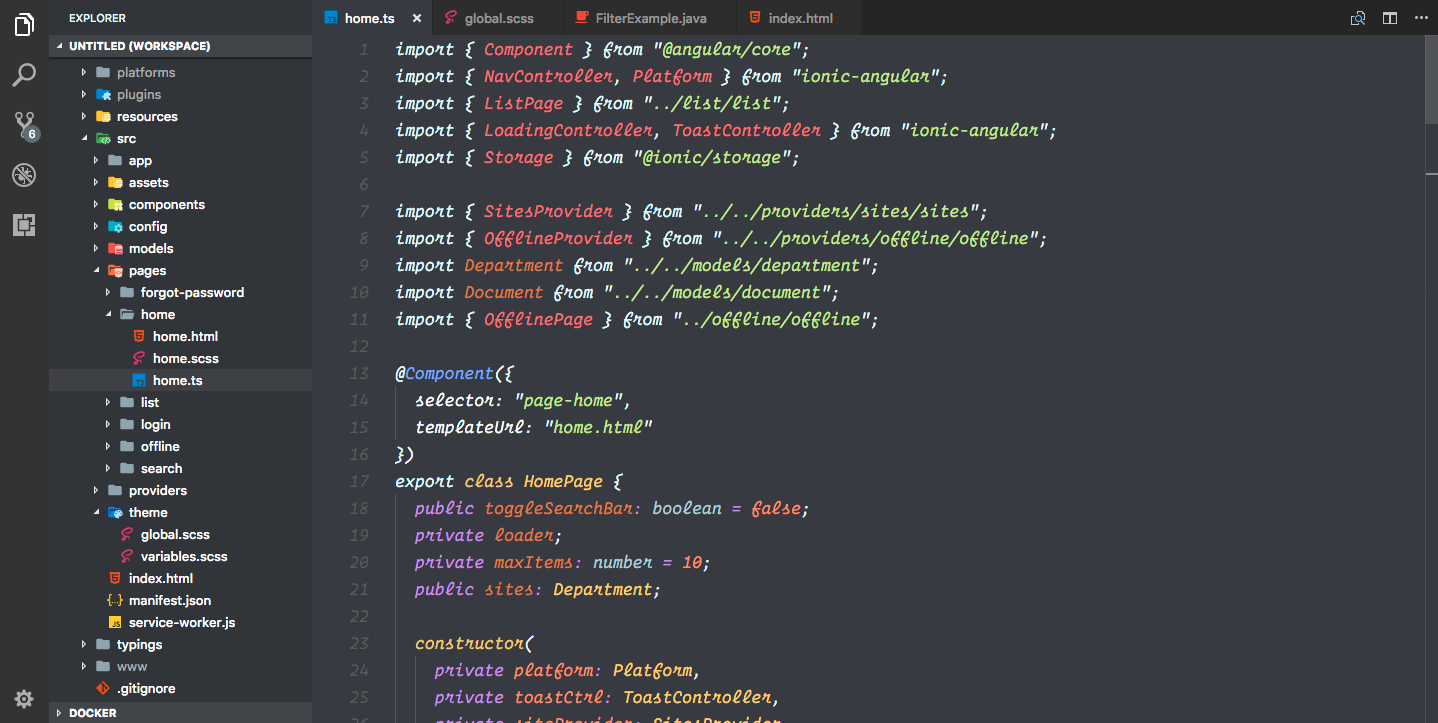 EXPLORER
UNTITLED (WORKSPACE)
platforms
plugins
resources
src
app
assets
components
config
models
pages
forgot-password
home
home.html
home.scss
home.ts
list
login
offline
search
providers
theme
global.scss
variables.scss
index.html
{..} manifest.json
JS service-worker.js
typings
www
.gitignore
DOCKER
6
home.ts × global.scss FilterExample.java index.html
1 import { Component } from "@angular/core";
2 import { NavController, Platform } from "ionic-angular";
3 import { ListPage } from "../list/list";
4 import { LoadingController, ToastController } from "ionic-angular";
5 import { Storage } from "@ionic/storage";
6
7 import { SitesProvider } from "../../providers/sites/sites";
8 import { OfflineProvider } from "../../providers/offline/offline";
9 import Department from "../../models/department";
10 import Document from "../../models/document";
11 import { OfflinePage } from "../offline/offline";
12
13 @Component({
14 selector: "page-home",
15 templateUrl: "home.html"
16 })
17 export class HomePage {
18 public toggleSearchBar: boolean = false;
19 private loader;
20 private maxItems: number = 10;
21 public sites: Department;
22
23 constructor(
24 private platform: Platform,
25 private toastCtrl: ToastController,
26 private siteProvider: SitesProvider